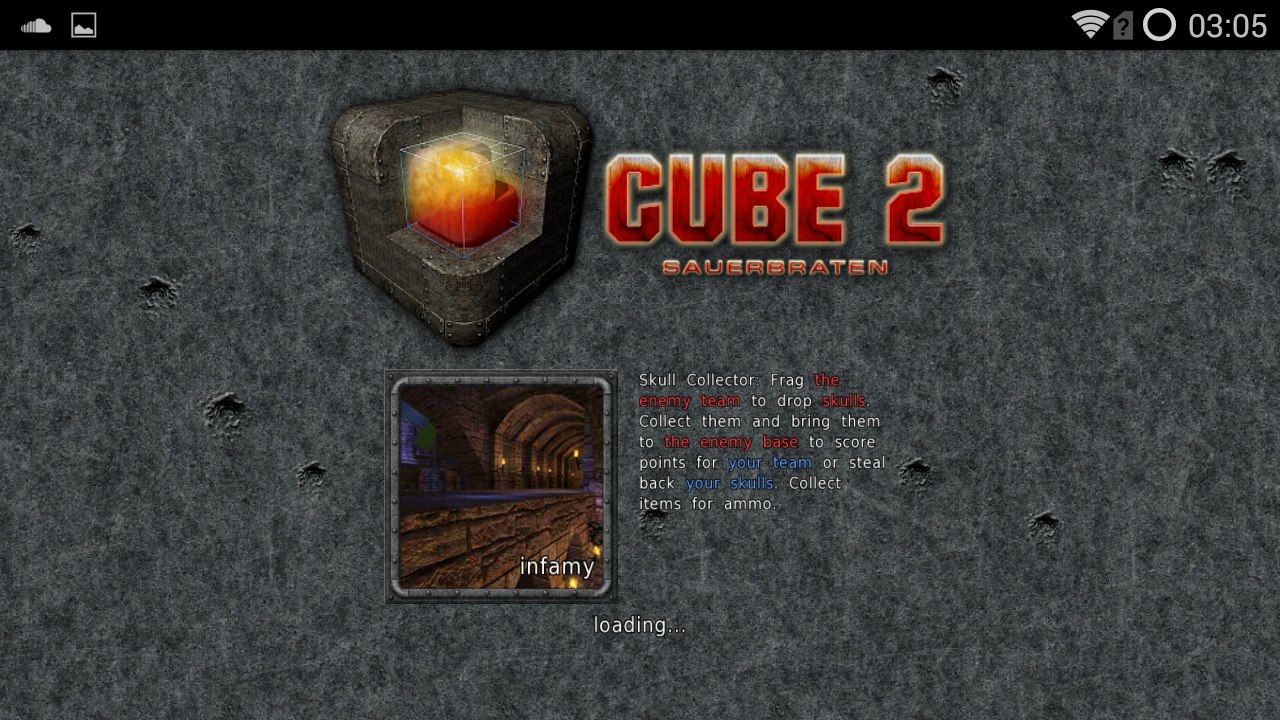 ?
03:05
CUBE 2
SAUERBRATEN
Skull Collector: Frag the
enemy team to drop skulls.
Collect them and bring them
to the enemy base to score
points for your team or steal
back your skulls. Collect
items for ammo.
infamy
loading...